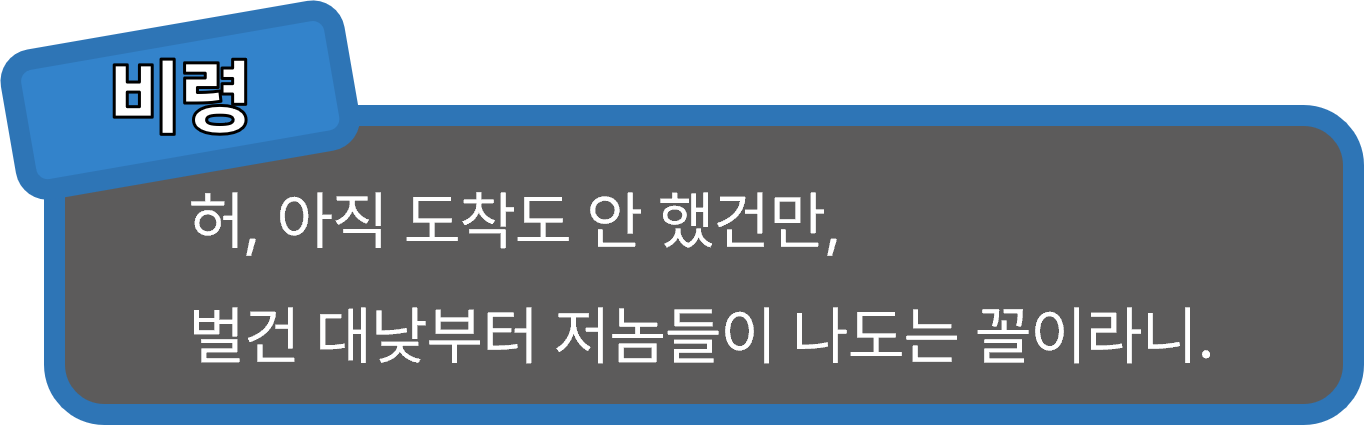 비령
허, 아직 도착도 안 했건만,
벌건 대낮부터 저놈들이 나도는 꼴이라니.